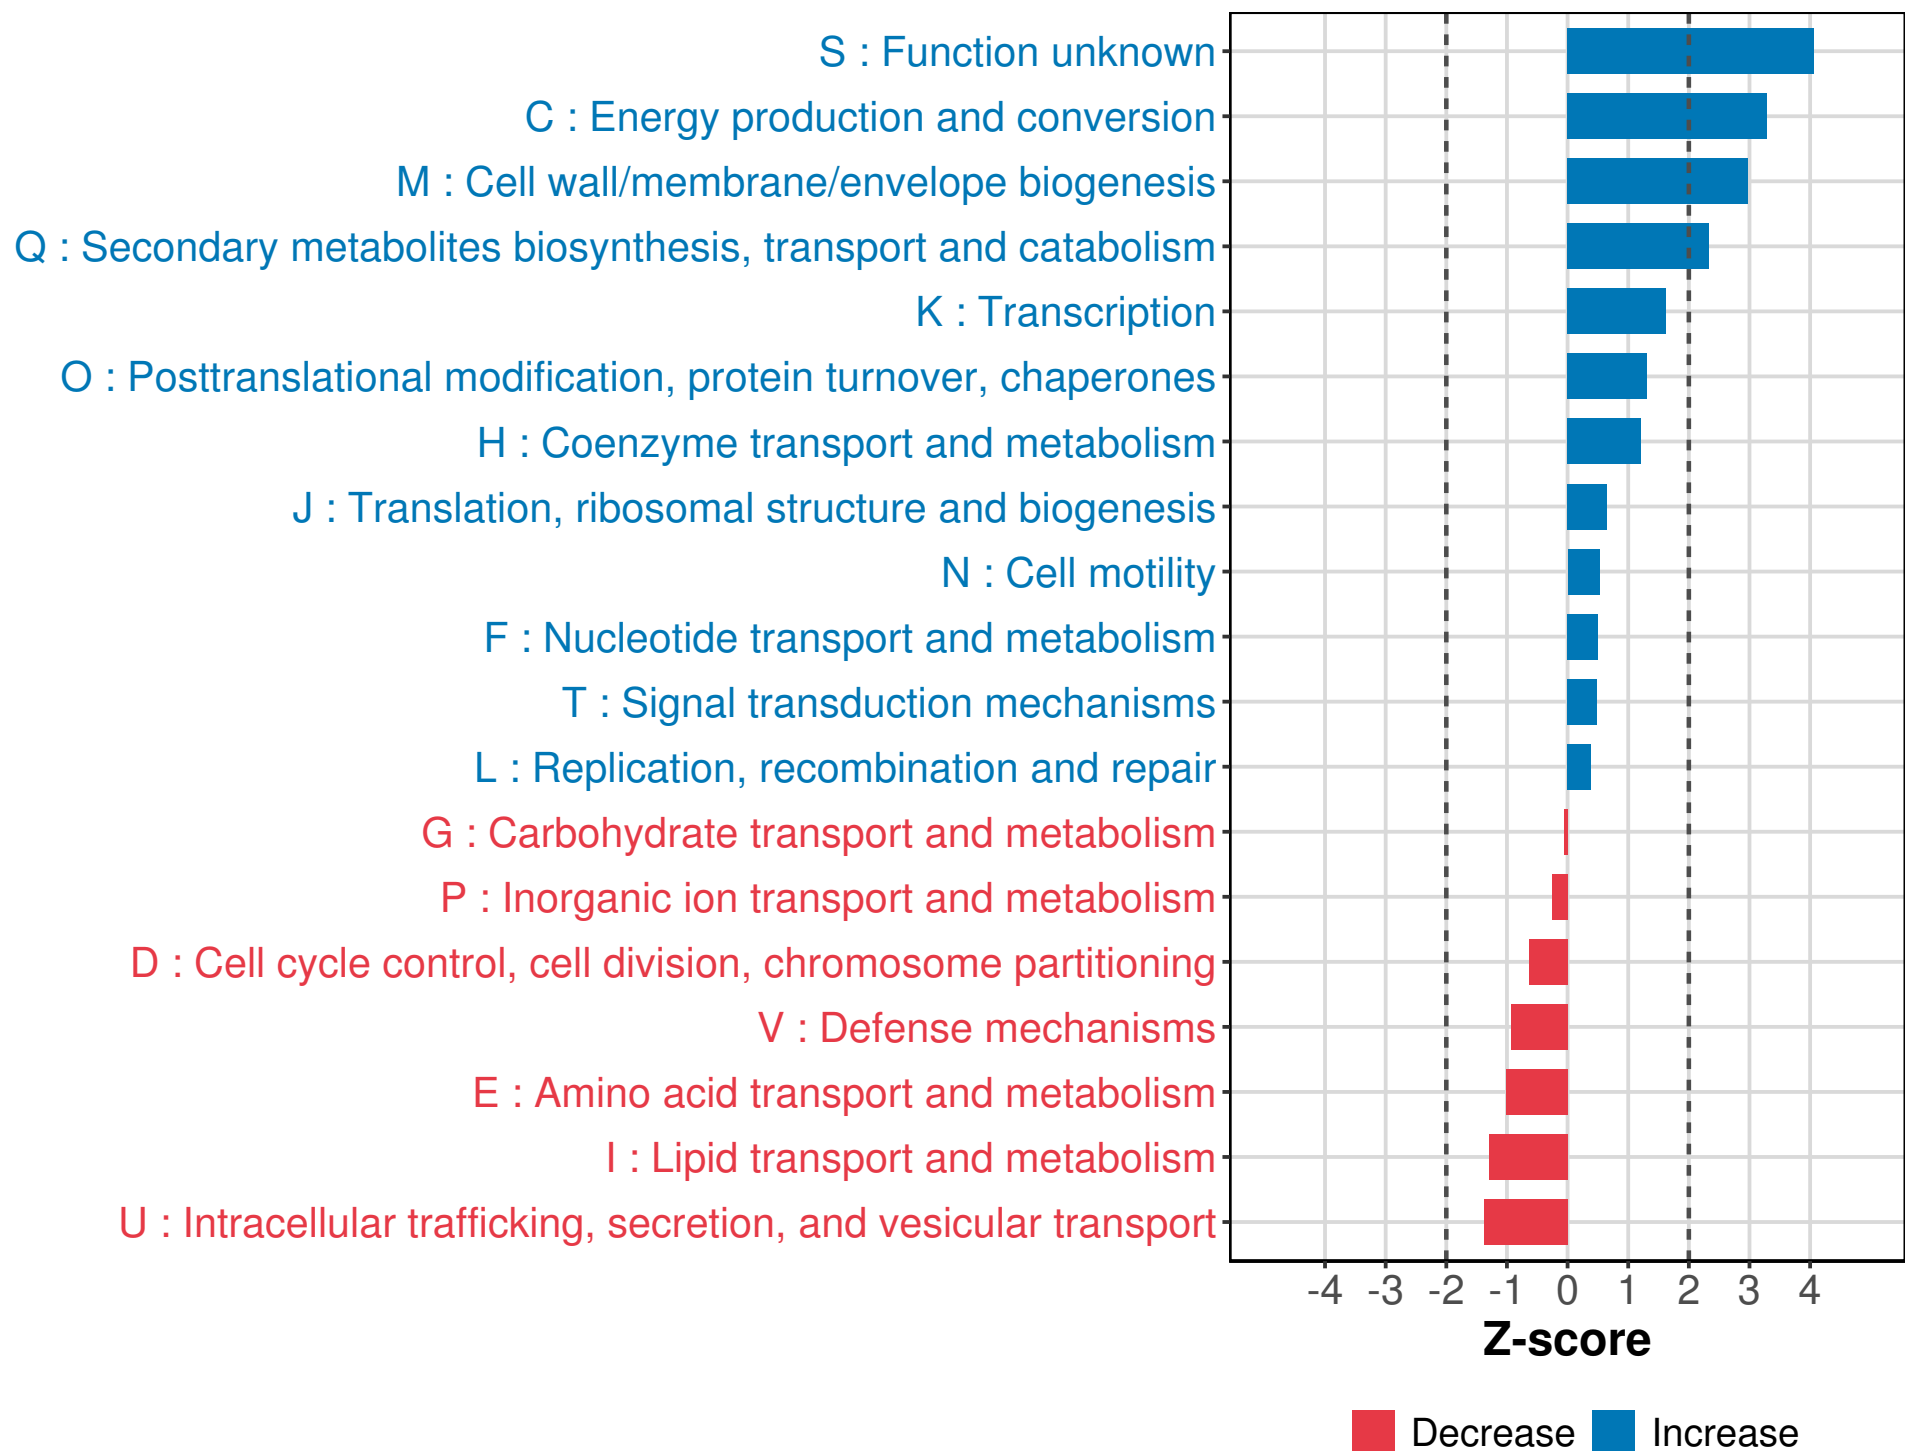 S : Function unknown
C : Energy production and conversion
M : Cell wall/membrane/envelope biogenesis
Q : Secondary metabolites biosynthesis, transport and catabolism
K : Transcription
O : Posttranslational modification, protein turnover, chaperones
H : Coenzyme transport and metabolism
J : Translation, ribosomal structure and biogenesis
N : Cell motility
F : Nucleotide transport and metabolism
T : Signal transduction mechanisms
L : Replication, recombination and repair
G : Carbohydrate transport and metabolism
P : Inorganic ion transport and metabolism
D : Cell cycle control, cell division, chromosome partitioning
V : Defense mechanisms
E : Amino acid transport and metabolism
I : Lipid transport and metabolism
U : Intracellular trafficking, secretion, and vesicular transport
-4 -3 -2 -1 0 1 2 3 4
Z-score
Decrease Increase